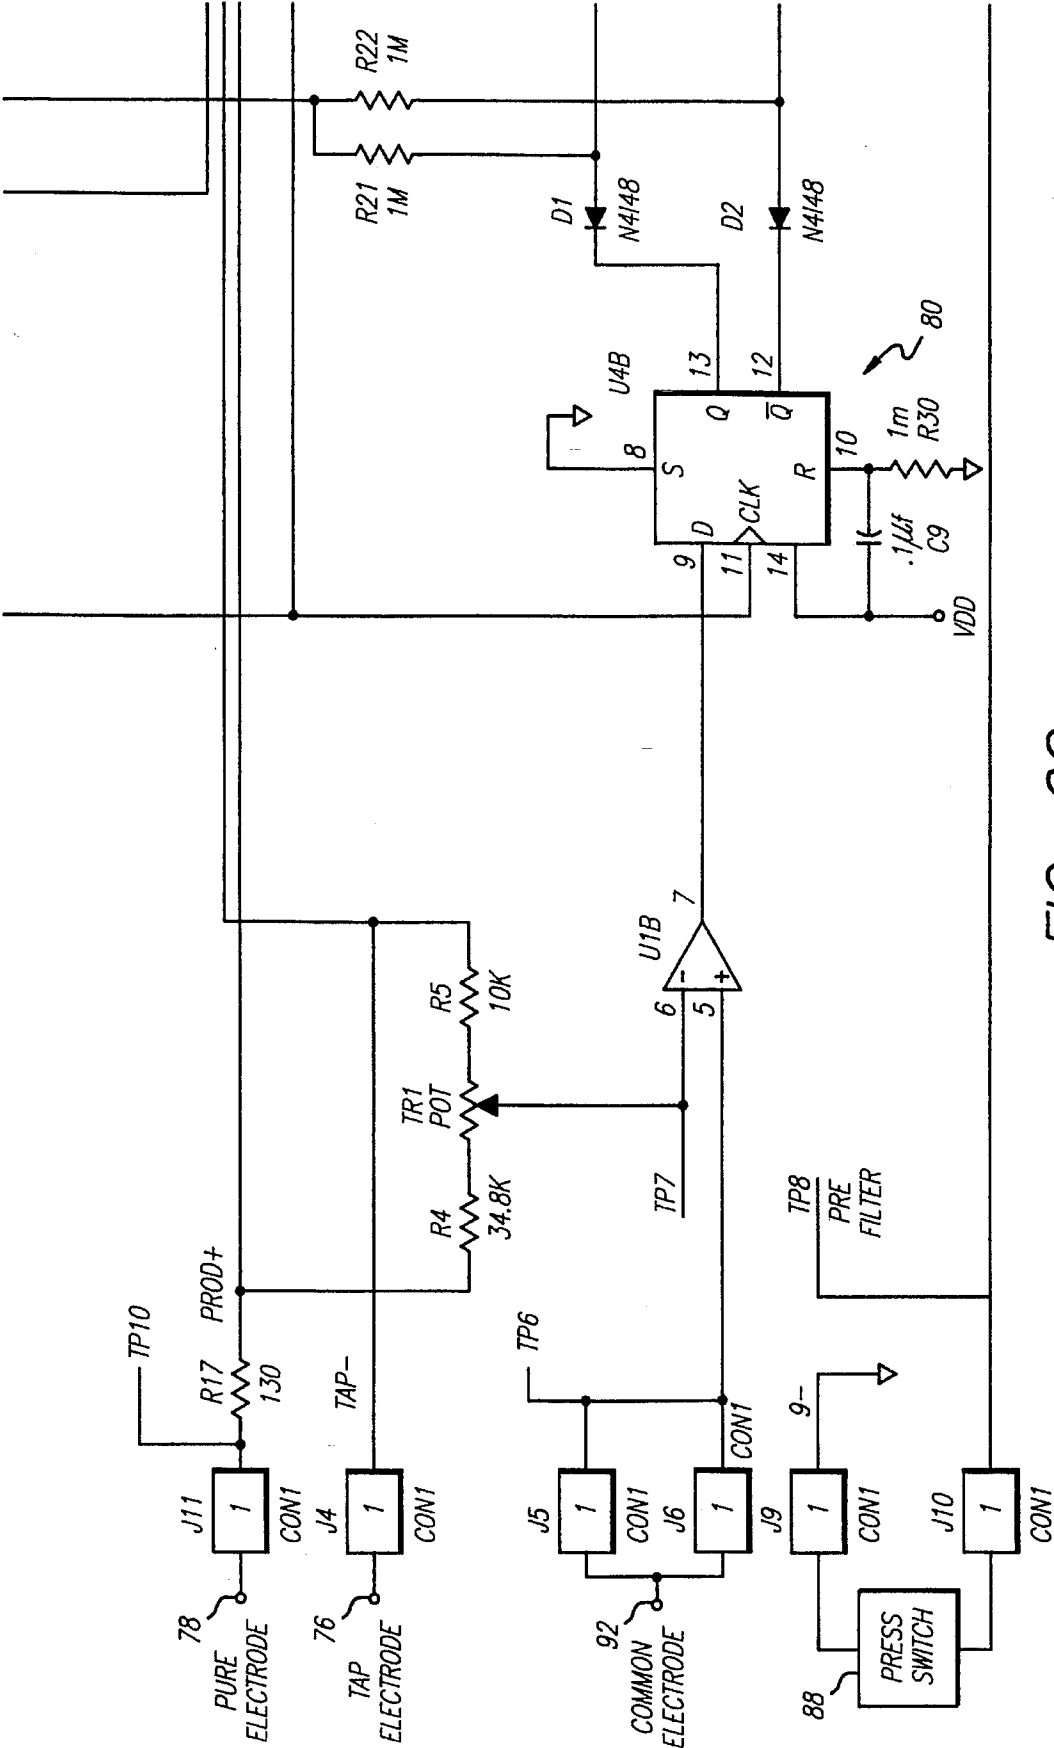 78
PURE
ELECTRODE
J11
1
CON1
TP10
R17
130
PROD+
76
TAP
ELECTRODE
J4
1
CON1
TAP-
R4
34.8K
TR1
POT
R5
10K
R21
1M
R22
1M
92
COMMON
ELECTRODE
J5
1
CON1
J6
1
CON1
TP6
TP7
6
5
-
+
U1B
7
D1
N4148
D2
N4148
U4B
8
S
9
D
11
CLK
14
Q
13
Q̅
12
R
10
80
1m
R30
.1µf
C9
VDD
88
PRESS
SWITCH
J9
1
CON1
9-
J10
1
CON1
TP8
PRE
FILTER